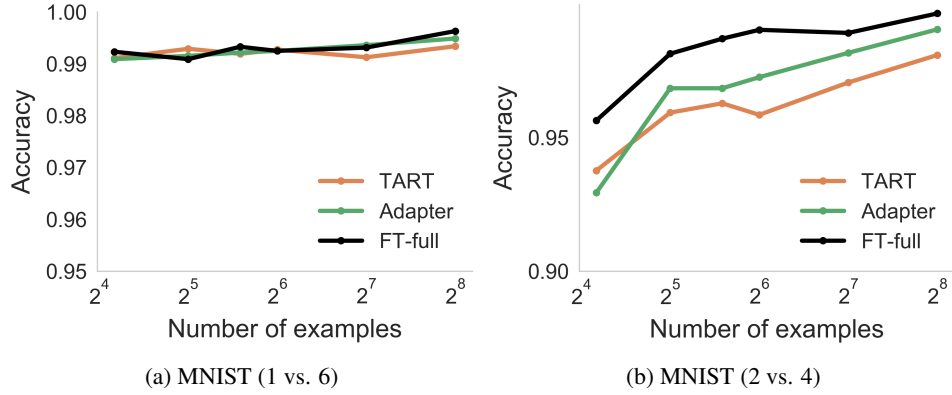 1.00
0.99
0.98
0.97
0.96
0.95
Accuracy
TART
Adapter
FT-full
2^4 2^5 2^6 2^7 2^8
Number of examples
(a) MNIST (1 vs. 6)
0.95
0.90
Accuracy
TART
Adapter
FT-full
2^4 2^5 2^6 2^7 2^8
Number of examples
(b) MNIST (2 vs. 4)